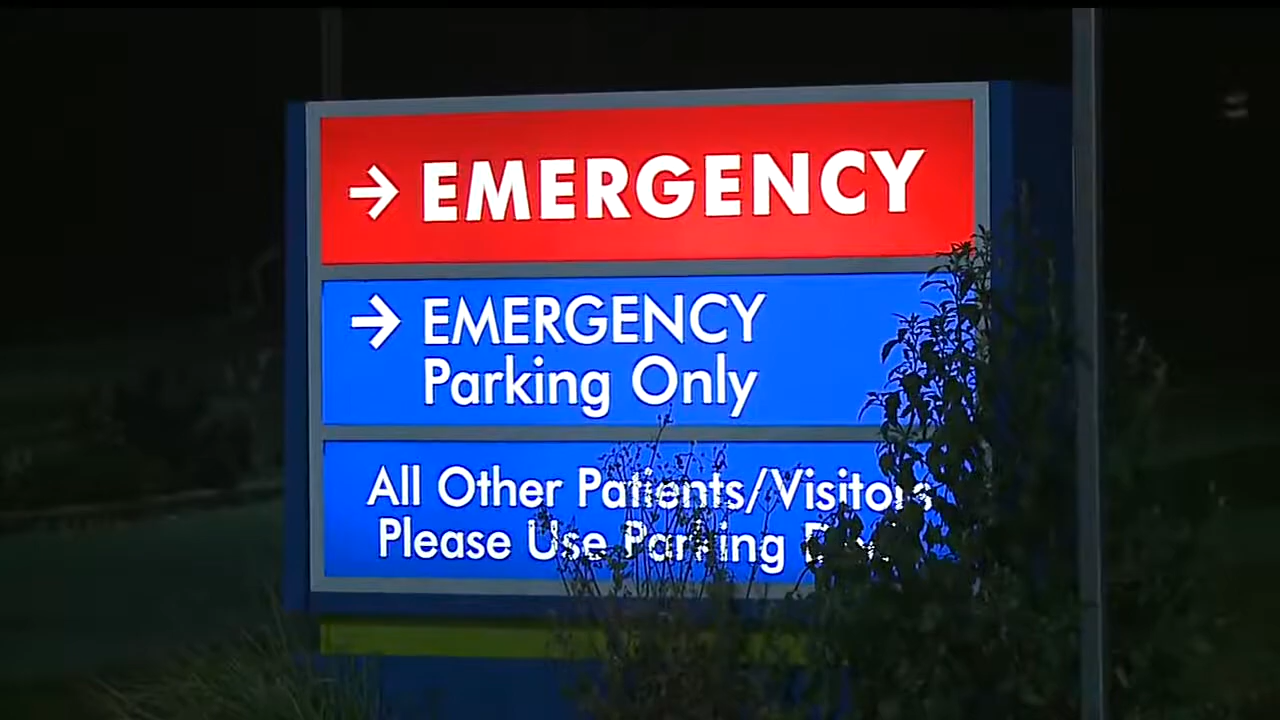 → EMERGENCY
→ EMERGENCY
Parking Only
All Other Patients/Visitors
Please Use Parking